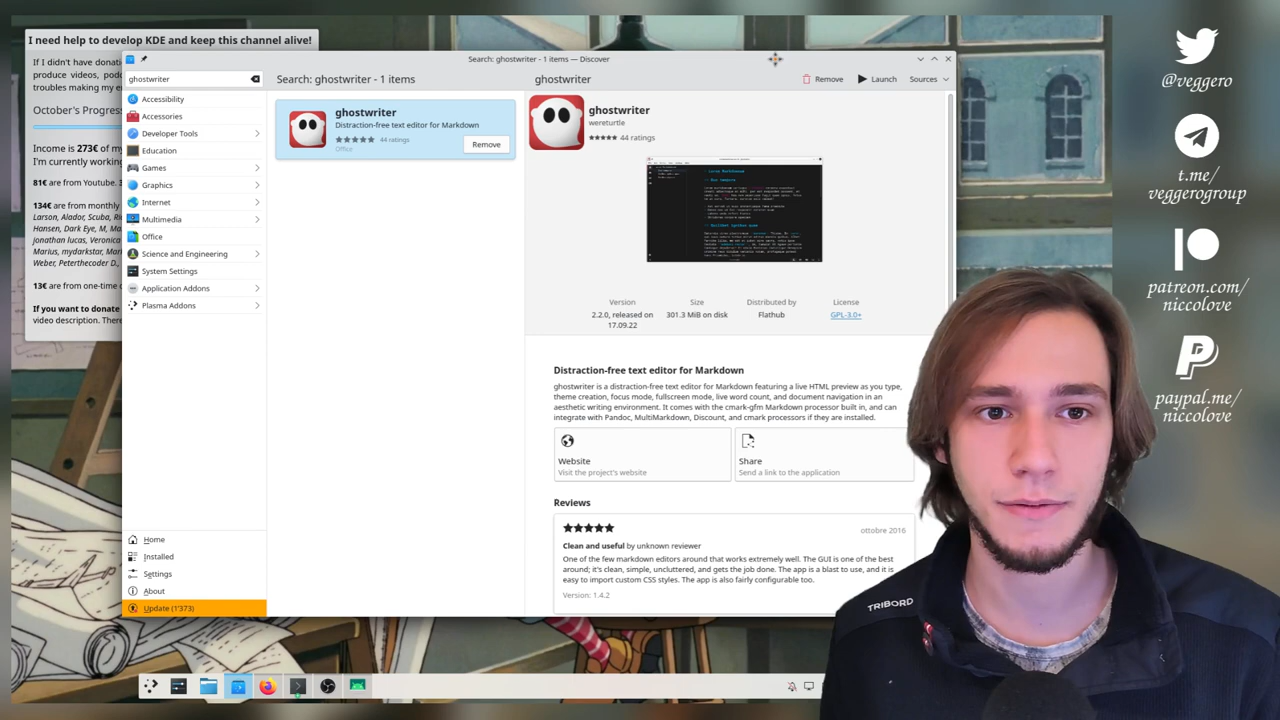 I need help to develop KDE and keep this channel alive!
If I didn't have donati
produce videos, podc
troubles making my e
October's Progres
Income is 273€ of my
I'm currently working
81€ are from Youtube. 3
are from monthly
Larson, Alator, Scuba,
Hansen, Dark Eye, M, Ma
Jonathan lucas, Veronica
Marco Rydahl, My
Wester, Peterthoeder D.,
13€ are from one-time
If you want to donate
video description. There
Search: ghostwriter - 1 items — Discover
ghostwriter
Search: ghostwriter - 1 items
ghostwriter
Remove
Launch
Sources
Accessibility
Accessories
Developer Tools
Education
Games
Graphics
Internet
Multimedia
Office
Science and Engineering
System Settings
Application Addons
Plasma Addons
Home
Installed
Settings
About
Update (1'373)
ghostwriter
Distraction-free text editor for Markdown
44 ratings
Office
Remove
ghostwriter
wereturtle
44 ratings
Version
2.2.0, released on
17.09.22
Size
301.3 MiB on disk
Distributed by
Flathub
License
GPL-3.0+
Distraction-free text editor for Markdown
ghostwriter is a distraction-free text editor for Markdown featuring a live HTML preview as you type,
theme creation, focus mode, fullscreen mode, live word count, and document navigation in an
aesthetic writing environment. It comes with the cmark-gfm Markdown processor built in, and can
integrate with Pandoc, MultiMarkdown, Discount, and cmark processors if they are installed.
Website
Visit the project's website
Share
Send a link to the application
Reviews
ottobre 2016
Clean and useful by unknown reviewer
One of the few markdown editors around that works extremely well. The GUI is one of the best
around; it's clean, simple, uncluttered, and gets the job done. The app is a blast to use, and it is
easy to import custom CSS styles. The app is also fairly configurable too.
Version: 1.4.2
@veggero
t.me/
veggerogroup
patreon.com/
niccolove
paypal.me/
niccolove
TRIBORD